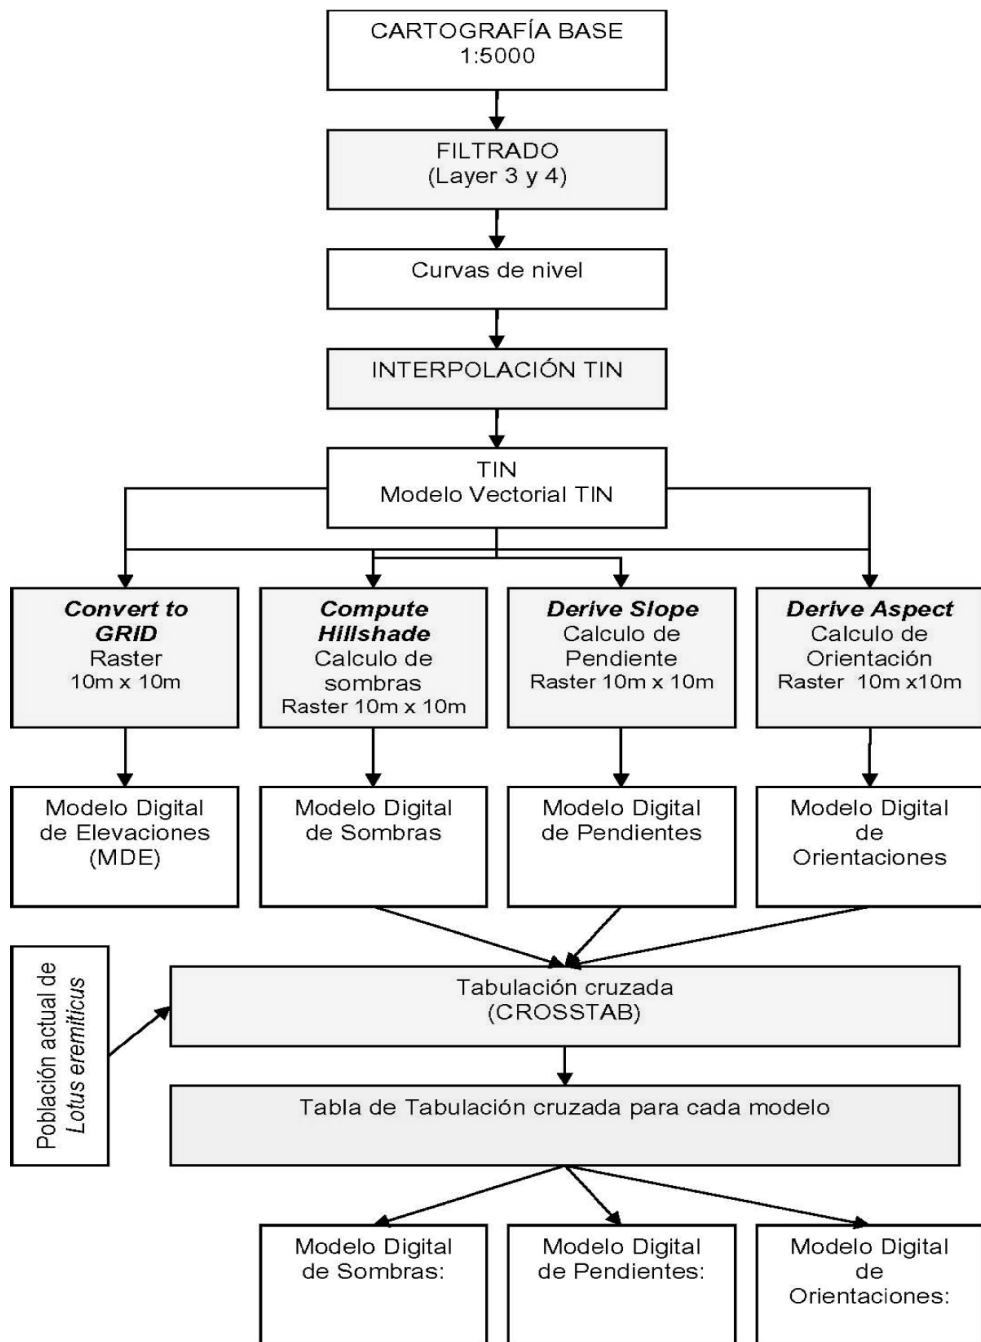 CARTOGRAFÍA BASE
1:5000
FILTRADO
(Layer 3 y 4)
Curvas de nivel
INTERPOLACIÓN TIN
TIN
Modelo Vectorial TIN
Convert to
GRID
Raster
10m x 10m
Compute
Hillshade
Calculo de
sombras
Raster 10m x 10m
Derive Slope
Calculo de
Pendiente
Raster 10m x 10m
Derive Aspect
Calculo de
Orientación
Raster 10m x10m
Modelo Digital
de Elevaciones
(MDE)
Modelo Digital
de Sombras
Modelo Digital
de Pendientes
Modelo Digital
de
Orientaciones
Población actual de
Lotus eremiticus
Tabulación cruzada
(CROSSTAB)
Tabla de Tabulación cruzada para cada modelo
Modelo Digital
de Sombras:
Modelo Digital
de Pendientes:
Modelo Digital
de
Orientaciones: